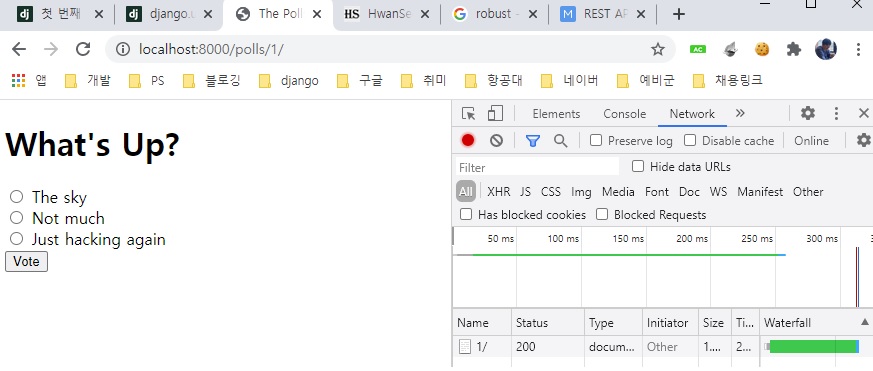 첫 번째
django.u
The Poll
HS HwanSe
robust -
REST AP
localhost:8000/polls/1/
앱 개발 PS 블로깅 django 구글 취미 항공대 네이버 예비군 채용링크
What's Up?
The sky
Not much
Just hacking again
Vote
Elements Console Network
Preserve log Disable cache Online
Filter Hide data URLs
All XHR JS CSS Img Media Font Doc WS Manifest Other
Has blocked cookies Blocked Requests
50 ms 100 ms 150 ms 200 ms 250 ms 300 ms 3
Name Status Type Initiator Size Ti... Waterfall
1/ 200 docum... Other 1.... 2...